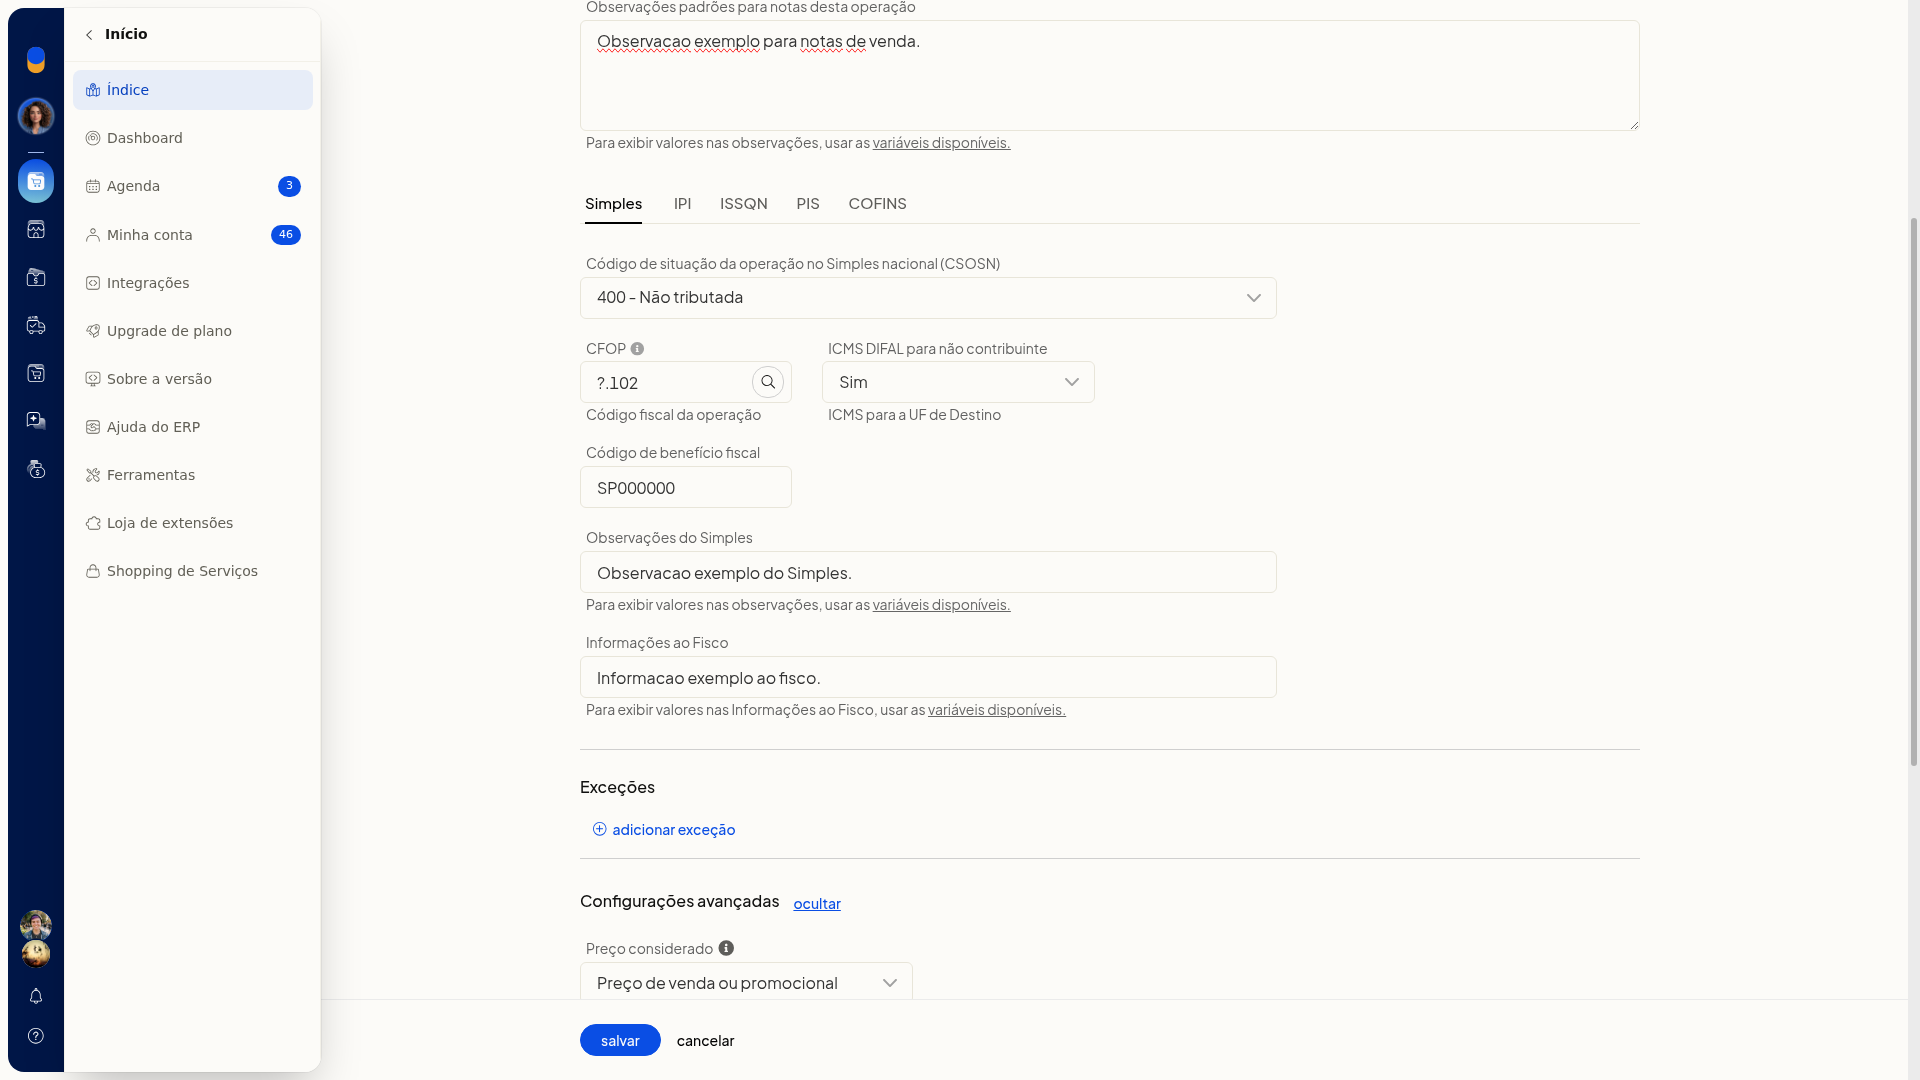 Início
Índice
Dashboard
Agenda 3
Minha conta 46
Integrações
Upgrade de plano
Sobre a versão
Ajuda do ERP
Ferramentas
Loja de extensões
Shopping de Serviços
Observações padrões para notas desta operação
Observacao exemplo para notas de venda.
Para exibir valores nas observações, usar as variáveis disponíveis.
Simples IPI ISSQN PIS COFINS
Código de situação da operação no Simples nacional (CSOSN)
400 - Não tributada
CFOP ICMS DIFAL para não contribuinte
?.102 Sim
Código fiscal da operação ICMS para a UF de Destino
Código de benefício fiscal
SP000000
Observações do Simples
Observacao exemplo do Simples.
Para exibir valores nas observações, usar as variáveis disponíveis.
Informações ao Fisco
Informacao exemplo ao fisco.
Para exibir valores nas Informações ao Fisco, usar as variáveis disponíveis.
Exceções
adicionar exceção
Configurações avançadas ocultar
Preço considerado
Preço de venda ou promocional
salvar cancelar